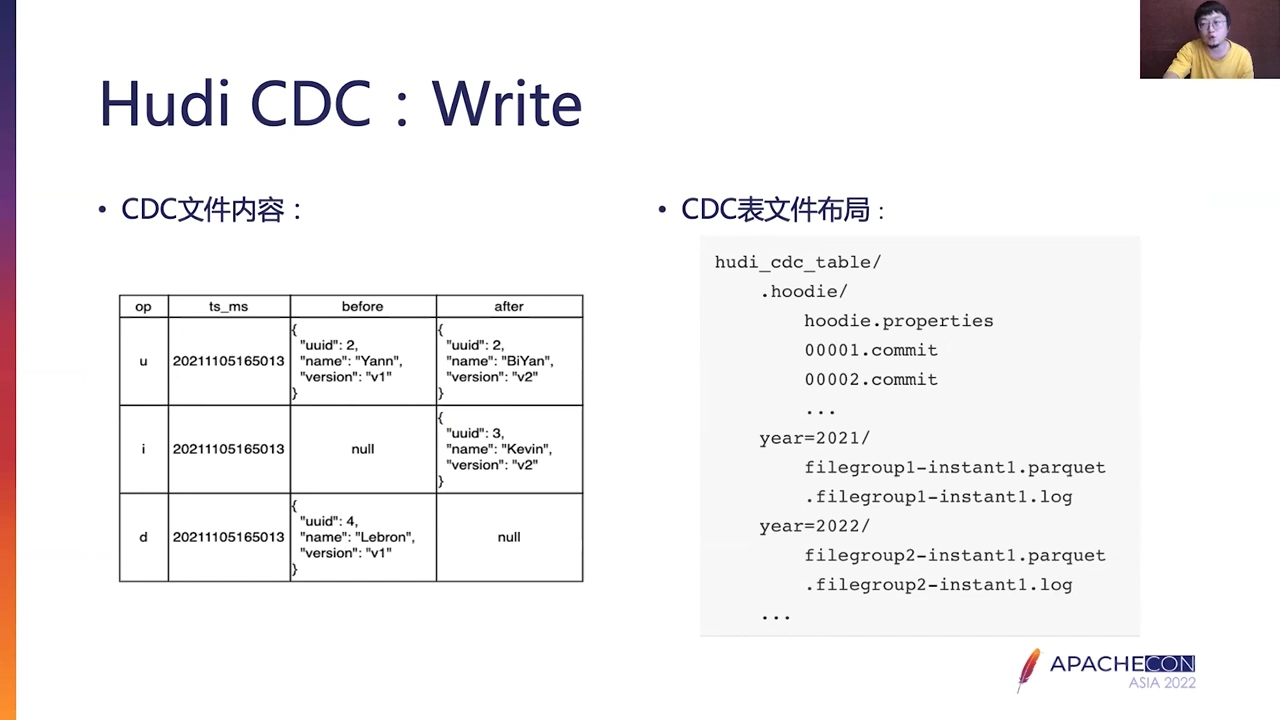 Hudi CDC：Write
• CDC文件内容：
op ts_ms before after
u 20211105165013 { "uuid": 2, "name": "Yann", "version": "v1" } { "uuid": 2, "name": "BiYan", "version": "v2" }
i 20211105165013 null { "uuid": 3, "name": "Kevin", "version": "v2" }
d 20211105165013 { "uuid": 4, "name": "Lebron", "version": "v1" } null
• CDC表文件布局：
hudi_cdc_table/
.hoodie/
hoodie.properties
00001.commit
00002.commit
...
year=2021/
filegroup1-instant1.parquet
.filegroup1-instant1.log
year=2022/
filegroup2-instant1.parquet
.filegroup2-instant1.log
...
APACHECON
ASIA 2022